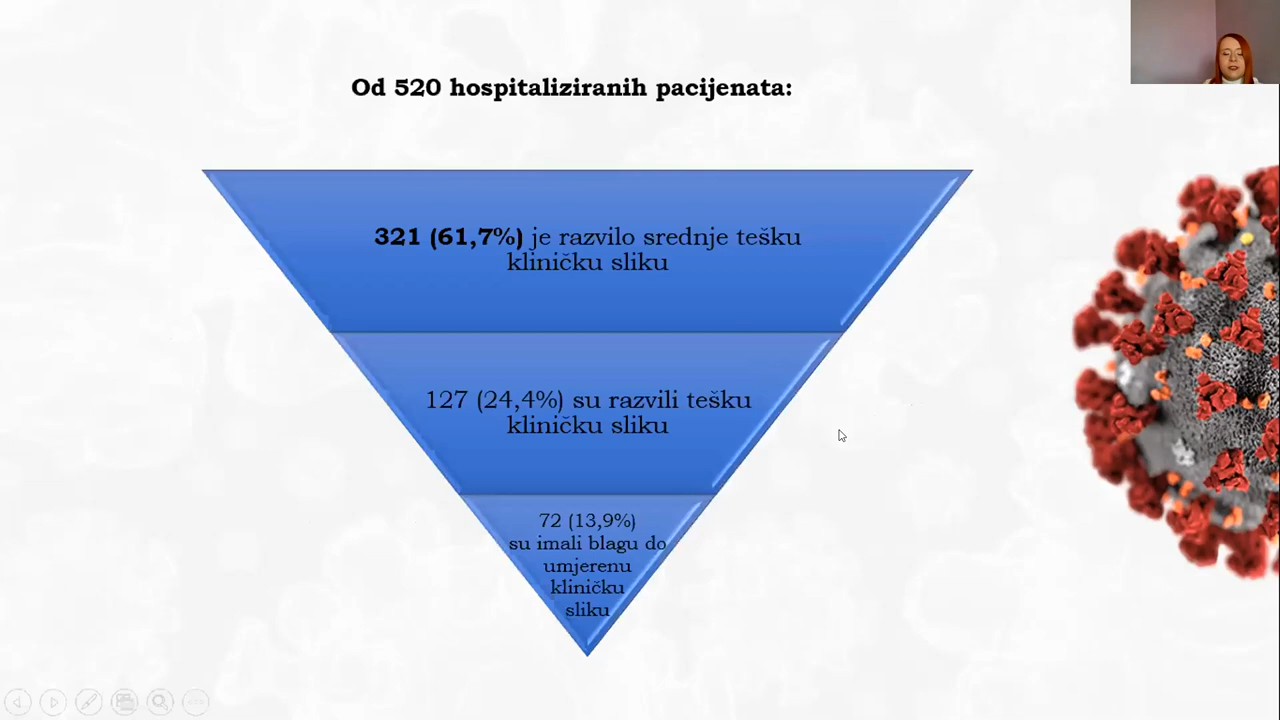 Od 520 hospitaliziranih pacijenata:
321 (61,7%) je razvilo srednje tešku
kliničku sliku
127 (24,4%) su razvili tešku
kliničku sliku
72 (13,9%)
su imali blagu do
umjerenu
kliničku
sliku